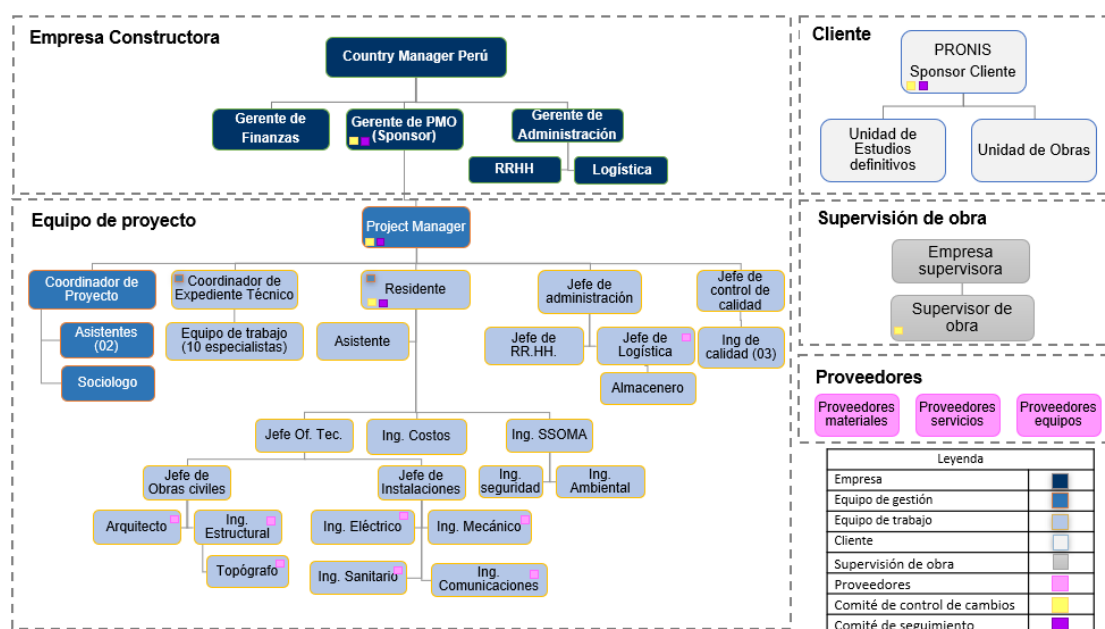 Empresa Constructora
Country Manager Perú
Gerente de
Finanzas
Gerente de PMO
(Sponsor)
Gerente de
Administración
RRHH
Logística
Equipo de proyecto
Project Manager
Coordinador de
Proyecto
Asistentes
(02)
Sociologo
Coordinador de
Expediente Técnico
Equipo de trabajo
(10 especialistas)
Residente
Asistente
Jefe de
administración
Jefe de
RR.HH.
Jefe de
Logística
Almacenero
Jefe de
control de
calidad
Ing de
calidad (03)
Jefe Of. Tec.
Ing. Costos
Ing. SSOMA
Jefe de
Obras civiles
Jefe de
Instalaciones
Ing.
seguridad
Ing.
Ambiental
Arquitecto
Ing.
Estructural
Topógrafo
Ing. Eléctrico
Ing. Mecánico
Ing. Sanitario
Ing.
Comunicaciones
Cliente
PRONIS
Sponsor Cliente
Unidad de
Estudios
definitivos
Unidad de Obras
Supervisión de obra
Empresa
supervisora
Supervisor de
obra
Proveedores
Proveedores
materiales
Proveedores
servicios
Proveedores
equipos
Leyenda
Empresa
Equipo de gestión
Equipo de trabajo
Cliente
Supervisión de obra
Proveedores
Comité de control de cambios
Comité de seguimiento